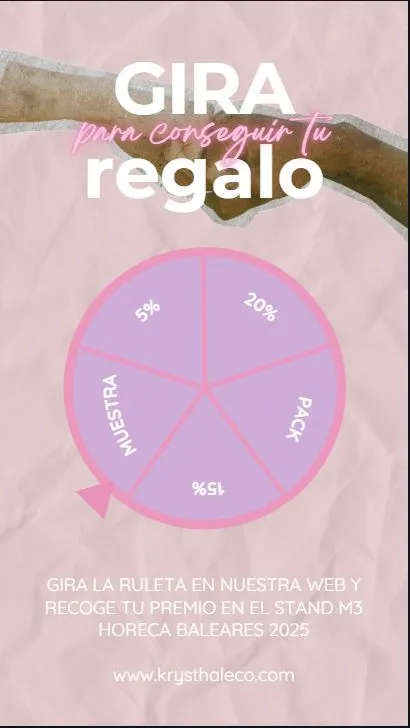 GIRA
para conseguir tu
regalo
5%
20%
MUESTRA
PACK
15%
GIRA LA RULETA EN NUESTRA WEB Y
RECOGE TU PREMIO EN EL STAND M3
HORECA BALEARES 2025
www.krysthaleco.com